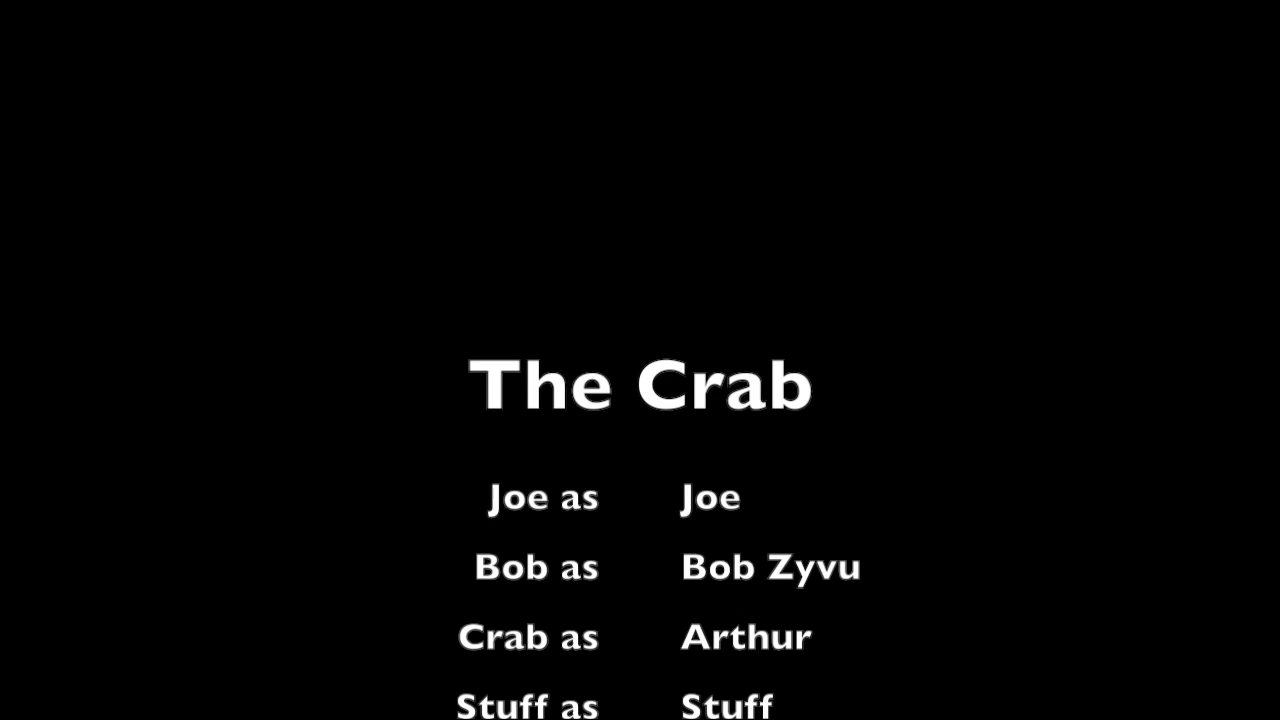 The Crab
Joe as Joe
Bob as Bob Zyvu
Crab as Arthur
Stuff as Stuff